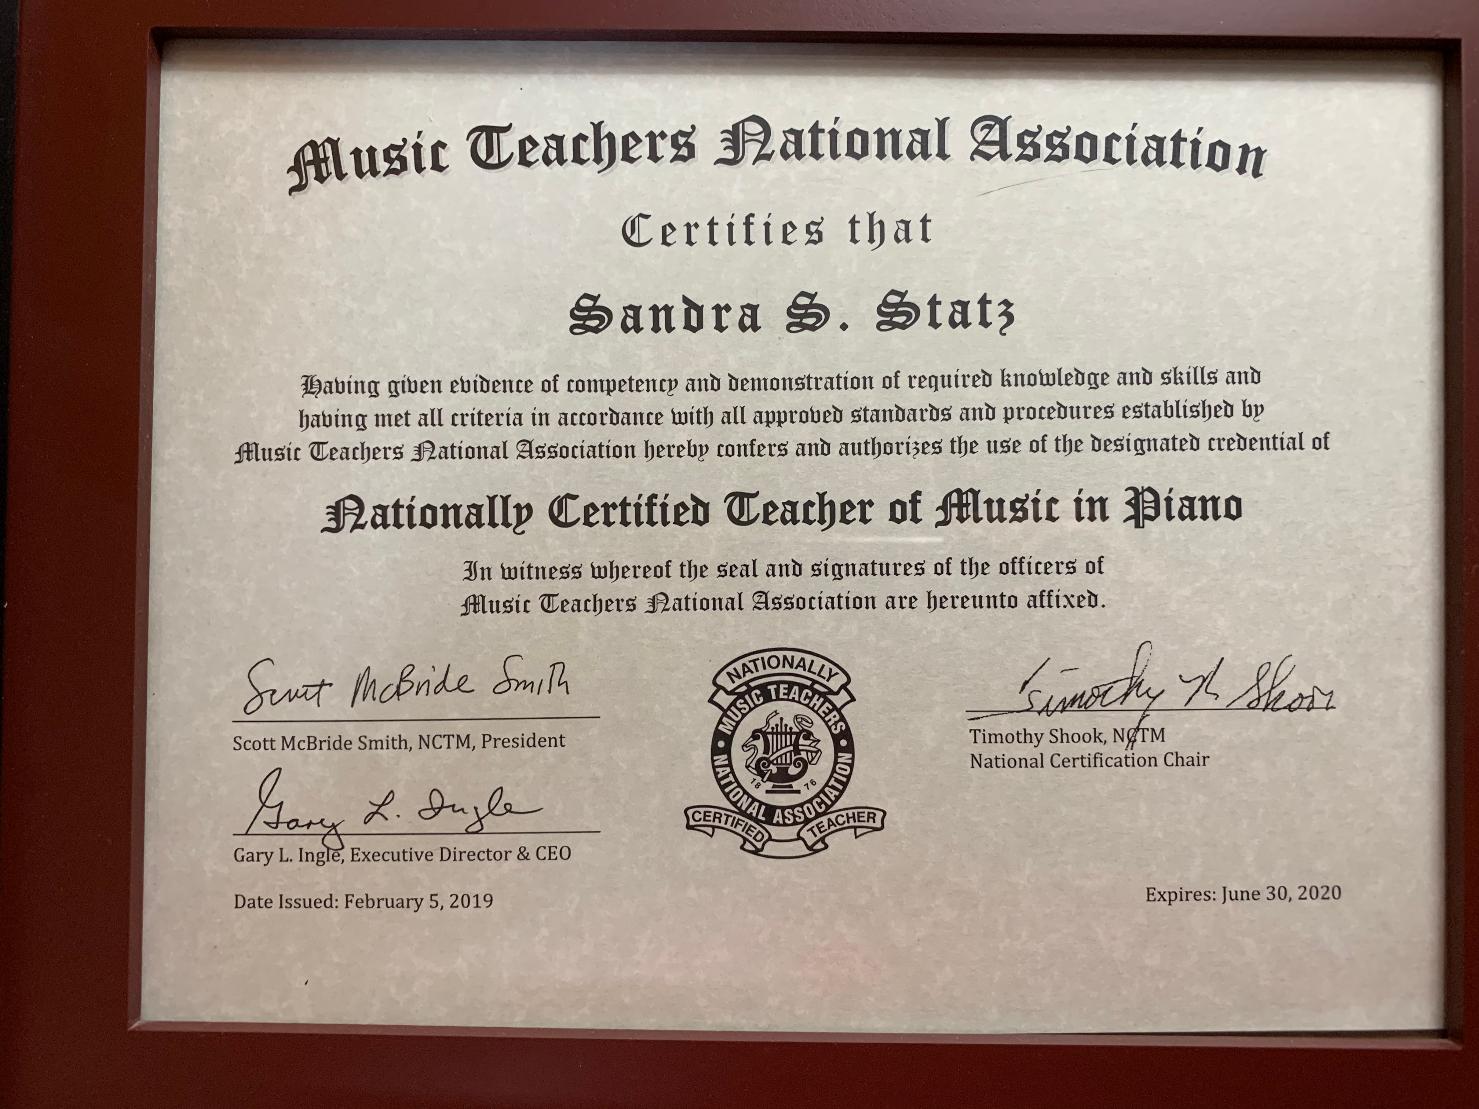 Music Teachers National Association
Certifies that
Sandra S. Statz
Having given evidence of competency and demonstration of required knowledge and skills and
having met all criteria in accordance with all approved standards and procedures established by
Music Teachers National Association hereby confers and authorizes the use of the designated credential of
Nationally Certified Teacher of Music in Piano
In witness whereof the seal and signatures of the officers of
Music Teachers National Association are hereunto affixed.
Scott McBride Smith
Scott McBride Smith, NCTM, President
Gary L. Ingle
Gary L. Ingle, Executive Director & CEO
Date Issued: February 5, 2019
NATIONALLY
MUSIC TEACHERS
NATIONAL ASSOCIATION
18 76
CERTIFIED TEACHER
Timothy R Shook
Timothy Shook, NCTM
National Certification Chair
Expires: June 30, 2020